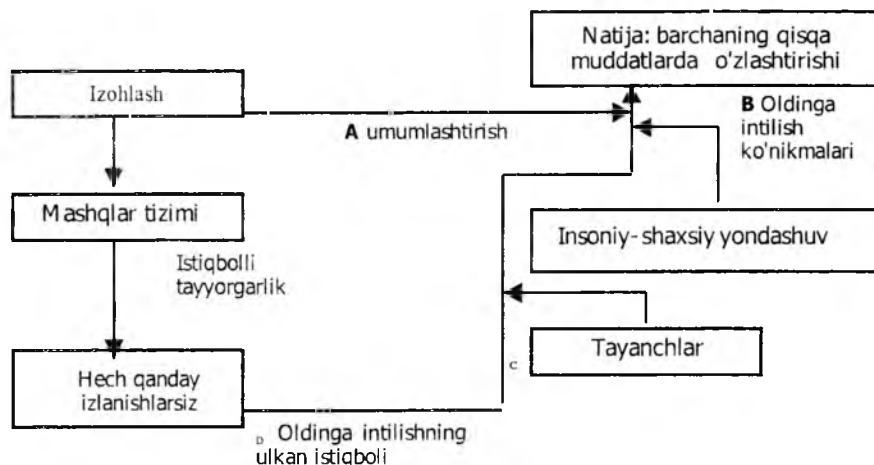 Natija: barchaning qisqa
muddatlarda o'zlashtirishi
Izohlash
A umumlashtirish
B Oldinga
intilish
ko'nikmalari
Mashqlar tizimi
Insoniy-shaxsiy yondashuv
Istiqbolli
tayyorgarlik
Tayanchlar
C
Hech qanday
izlanishlarsiz
D Oldinga intilishning
ulkan istiqboli